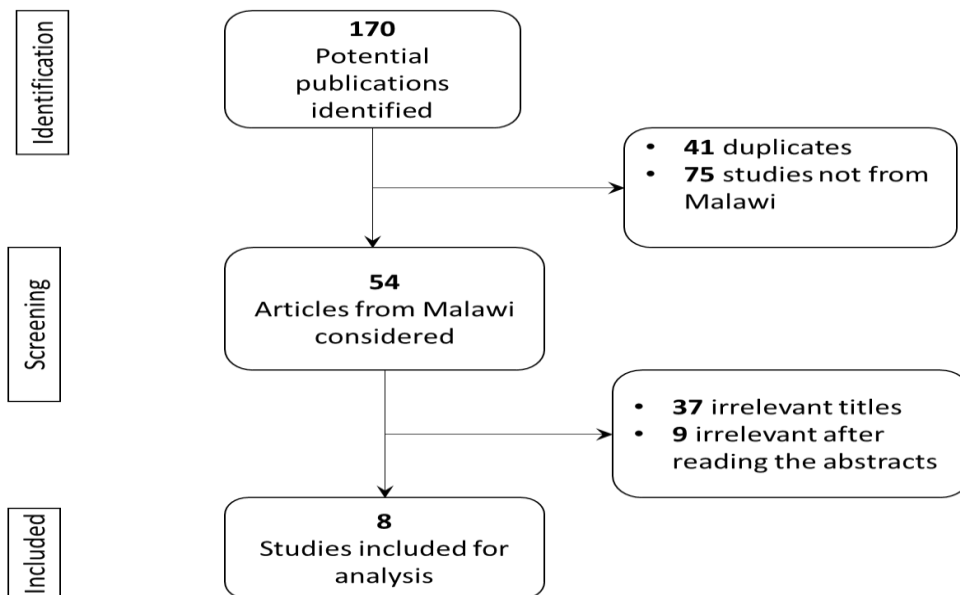 Identification
170
Potential
publications
identified
• 41 duplicates
• 75 studies not from
Malawi
Screening
54
Articles from Malawi
considered
• 37 irrelevant titles
• 9 irrelevant after
reading the abstracts
Included
8
Studies included for
analysis